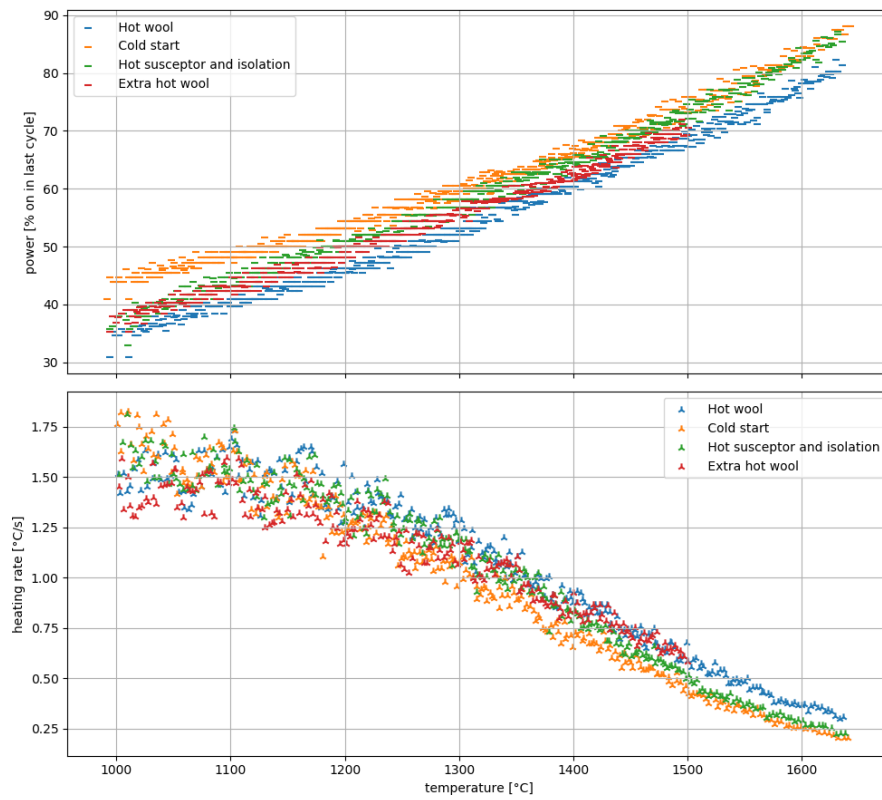 90
80
70
60
50
40
30
power [% on in last cycle]
Hot wool
Cold start
Hot susceptor and isolation
Extra hot wool
1.75
1.50
1.25
1.00
0.75
0.50
0.25
heating rate [°C/s]
Hot wool
Cold start
Hot susceptor and isolation
Extra hot wool
1000 1100 1200 1300 1400 1500 1600
temperature [°C]